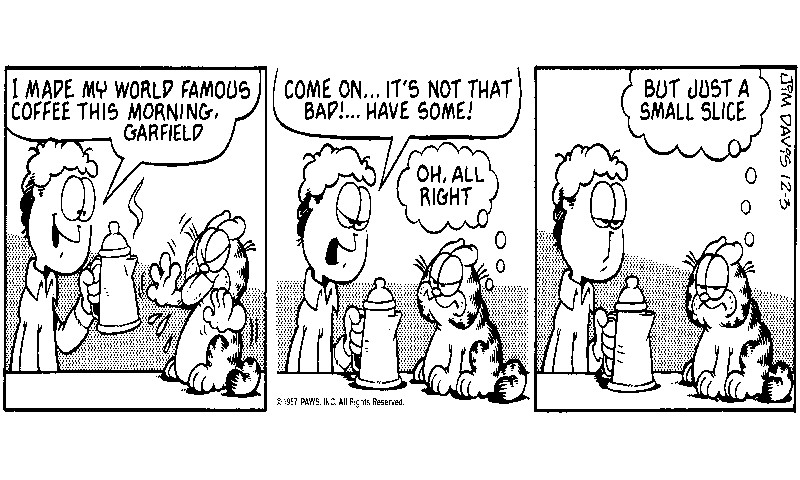 I MADE MY WORLD FAMOUS
COFFEE THIS MORNING,
GARFIELD
COME ON... IT'S NOT THAT
BAD!... HAVE SOME!
OH, ALL
RIGHT
© 1997 PAWS, INC. All Rights Reserved.
BUT JUST A
SMALL SLICE
JIM DAVIS 12-3